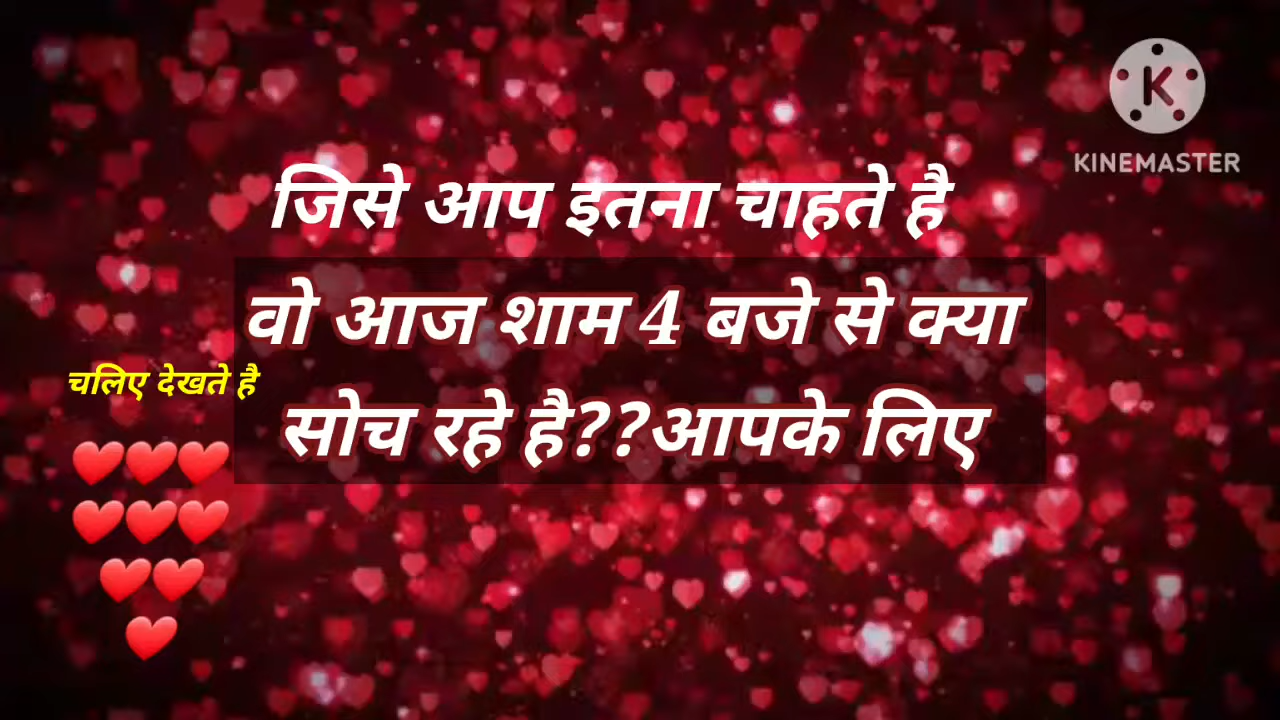 KINEMASTER
जिसे आप इतना चाहते है
वो आज शाम 4 बजे से क्या
सोच रहे है??आपके लिए
चलिए देखते है